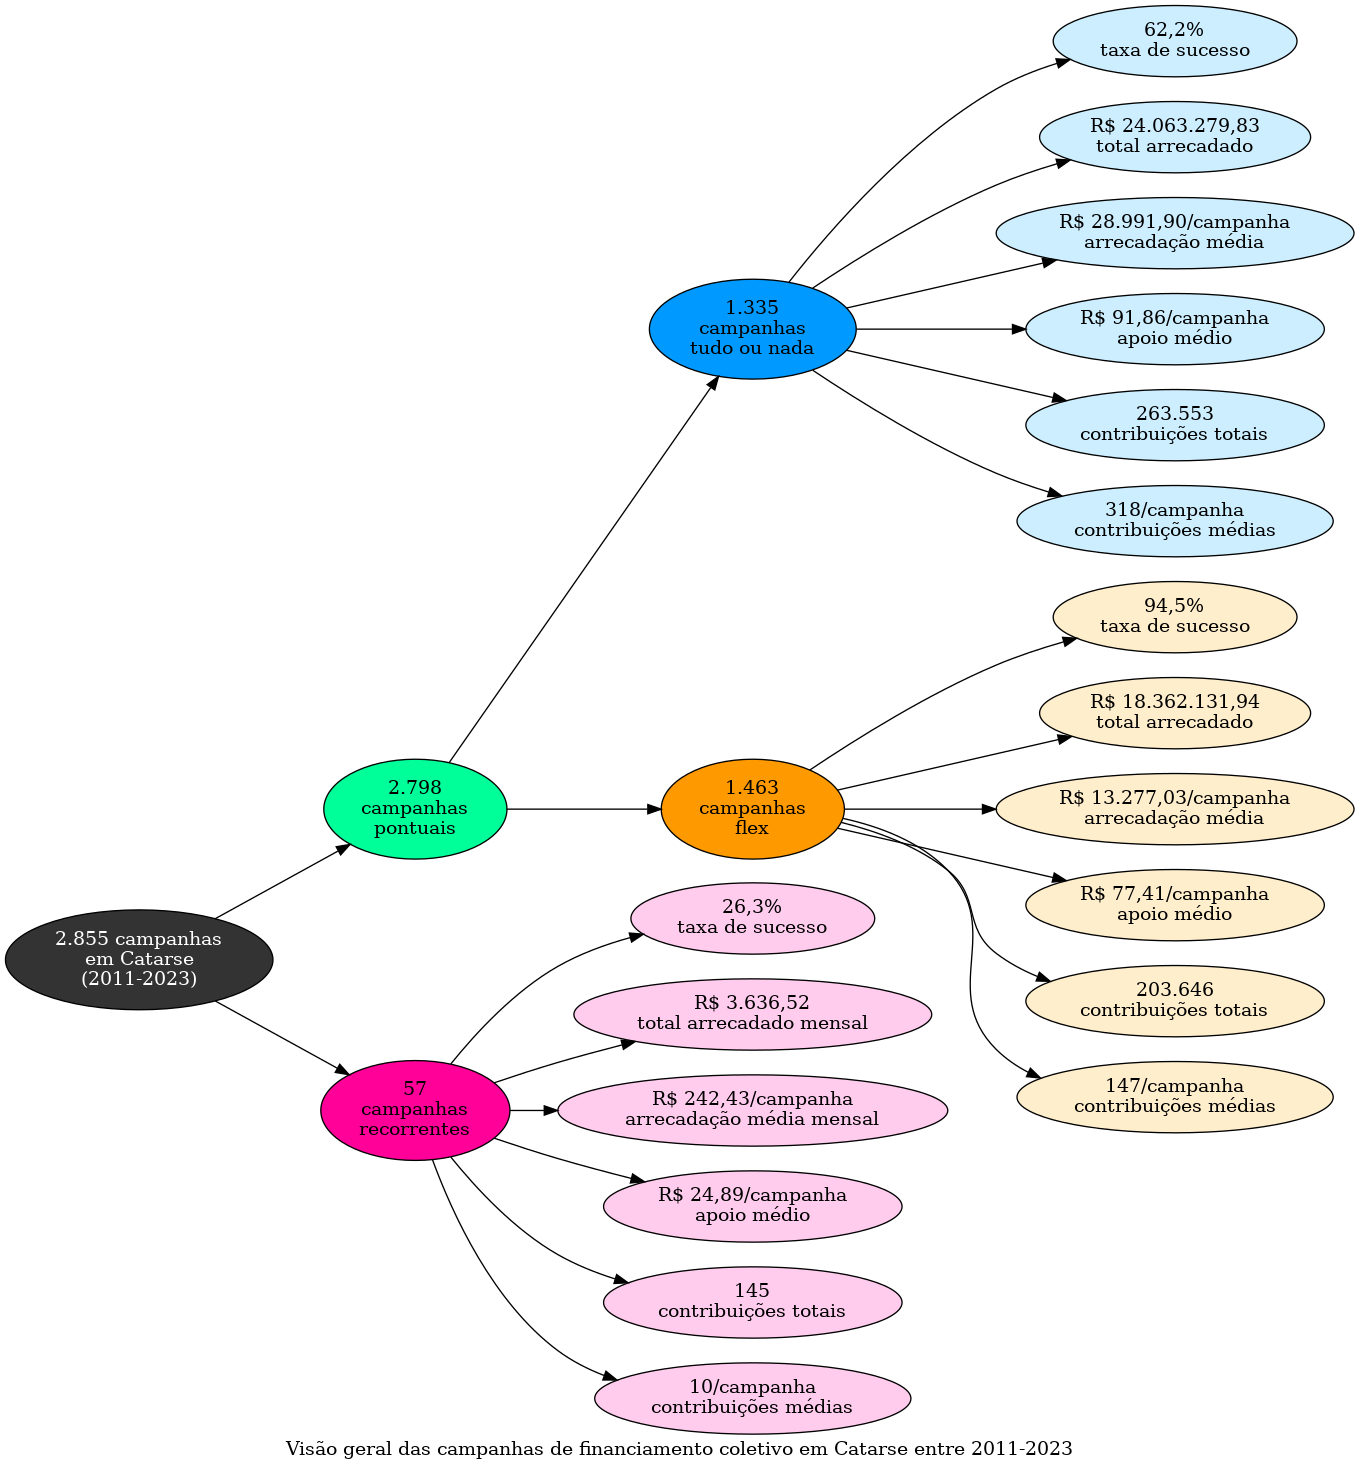 2.855 campanhas
em Catarse
(2011-2023)
2.798
campanhas
pontuais
1.335
campanhas
tudo ou nada
62,2%
taxa de sucesso
R$ 24.063.279,83
total arrecadado
R$ 28.991,90/campanha
arrecadação média
R$ 91,86/campanha
apoio médio
263.553
contribuições totais
318/campanha
contribuições médias
1.463
campanhas
flex
94,5%
taxa de sucesso
R$ 18.362.131,94
total arrecadado
R$ 13.277,03/campanha
arrecadação média
R$ 77,41/campanha
apoio médio
203.646
contribuições totais
147/campanha
contribuições médias
57
campanhas
recorrentes
26,3%
taxa de sucesso
R$ 3.636,52
total arrecadado mensal
R$ 242,43/campanha
arrecadação média mensal
R$ 24,89/campanha
apoio médio
145
contribuições totais
10/campanha
contribuições médias
Visão geral das campanhas de financiamento coletivo em Catarse entre 2011-2023